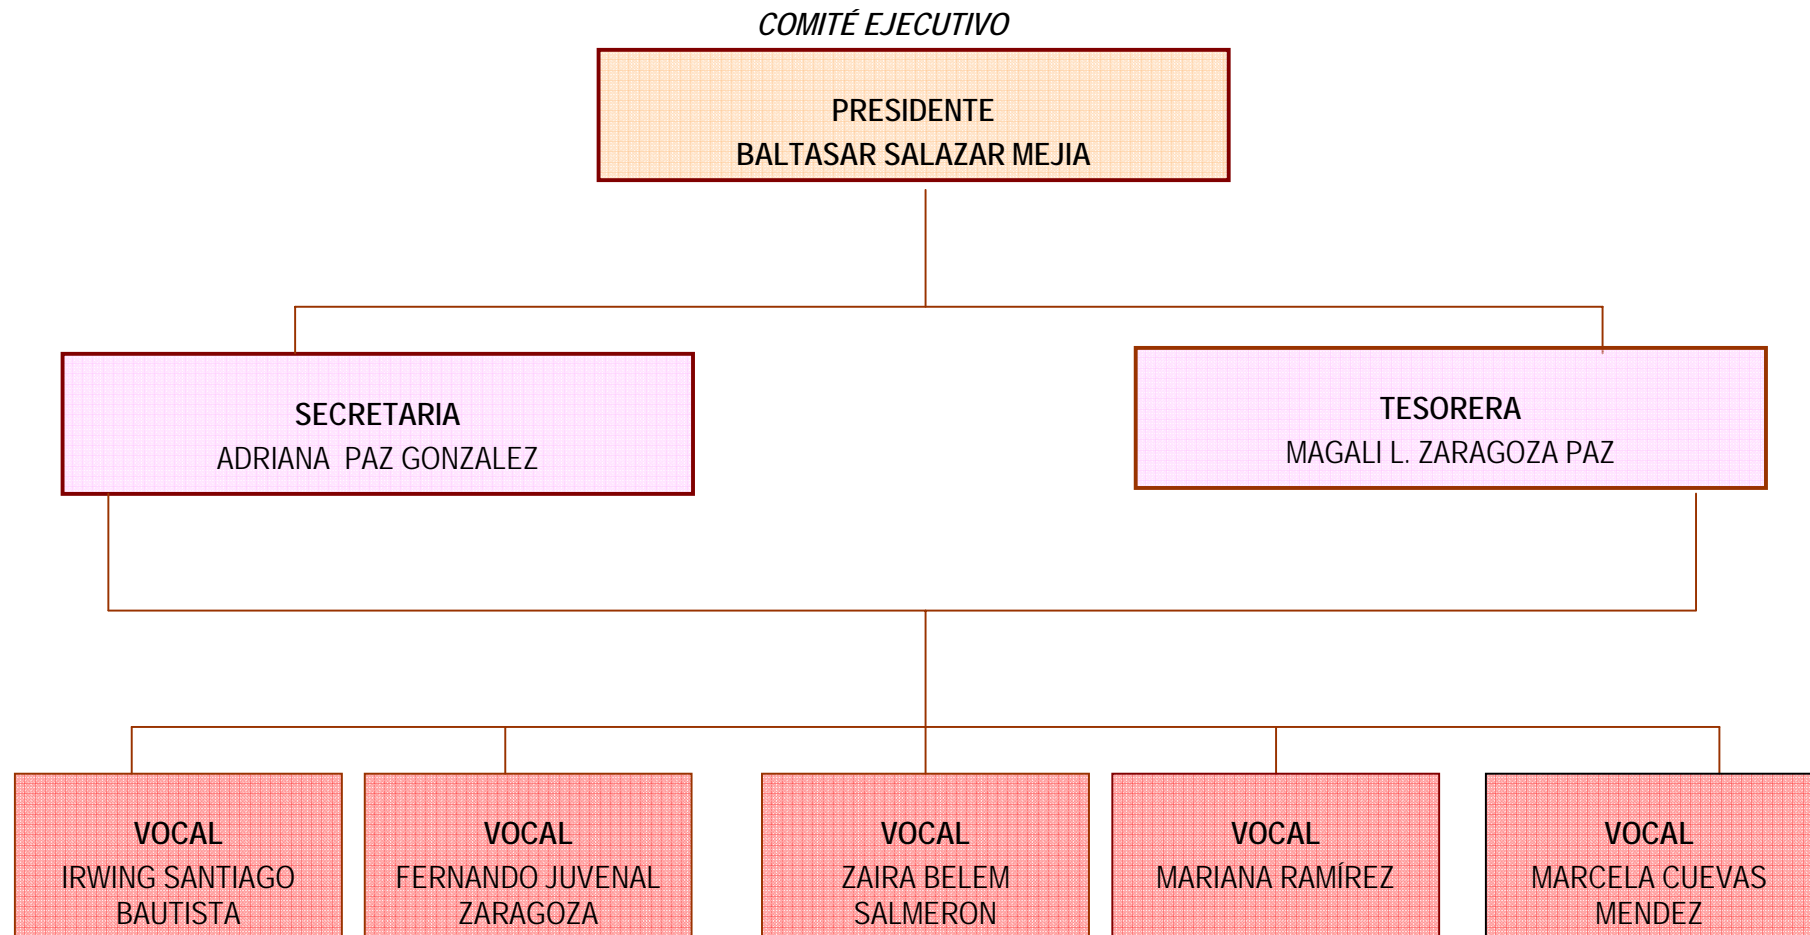 COMITÉ EJECUTIVO
PRESIDENTE
BALTASAR SALAZAR MEJIA
SECRETARIA
ADRIANA PAZ GONZALEZ
TESORERA
MAGALI L. ZARAGOZA PAZ
VOCAL
IRWING SANTIAGO
BAUTISTA
VOCAL
FERNANDO JUVENAL
ZARAGOZA
VOCAL
ZAIRA BELEM
SALMERON
VOCAL
MARIANA RAMÍREZ
VOCAL
MARCELA CUEVAS
MENDEZ